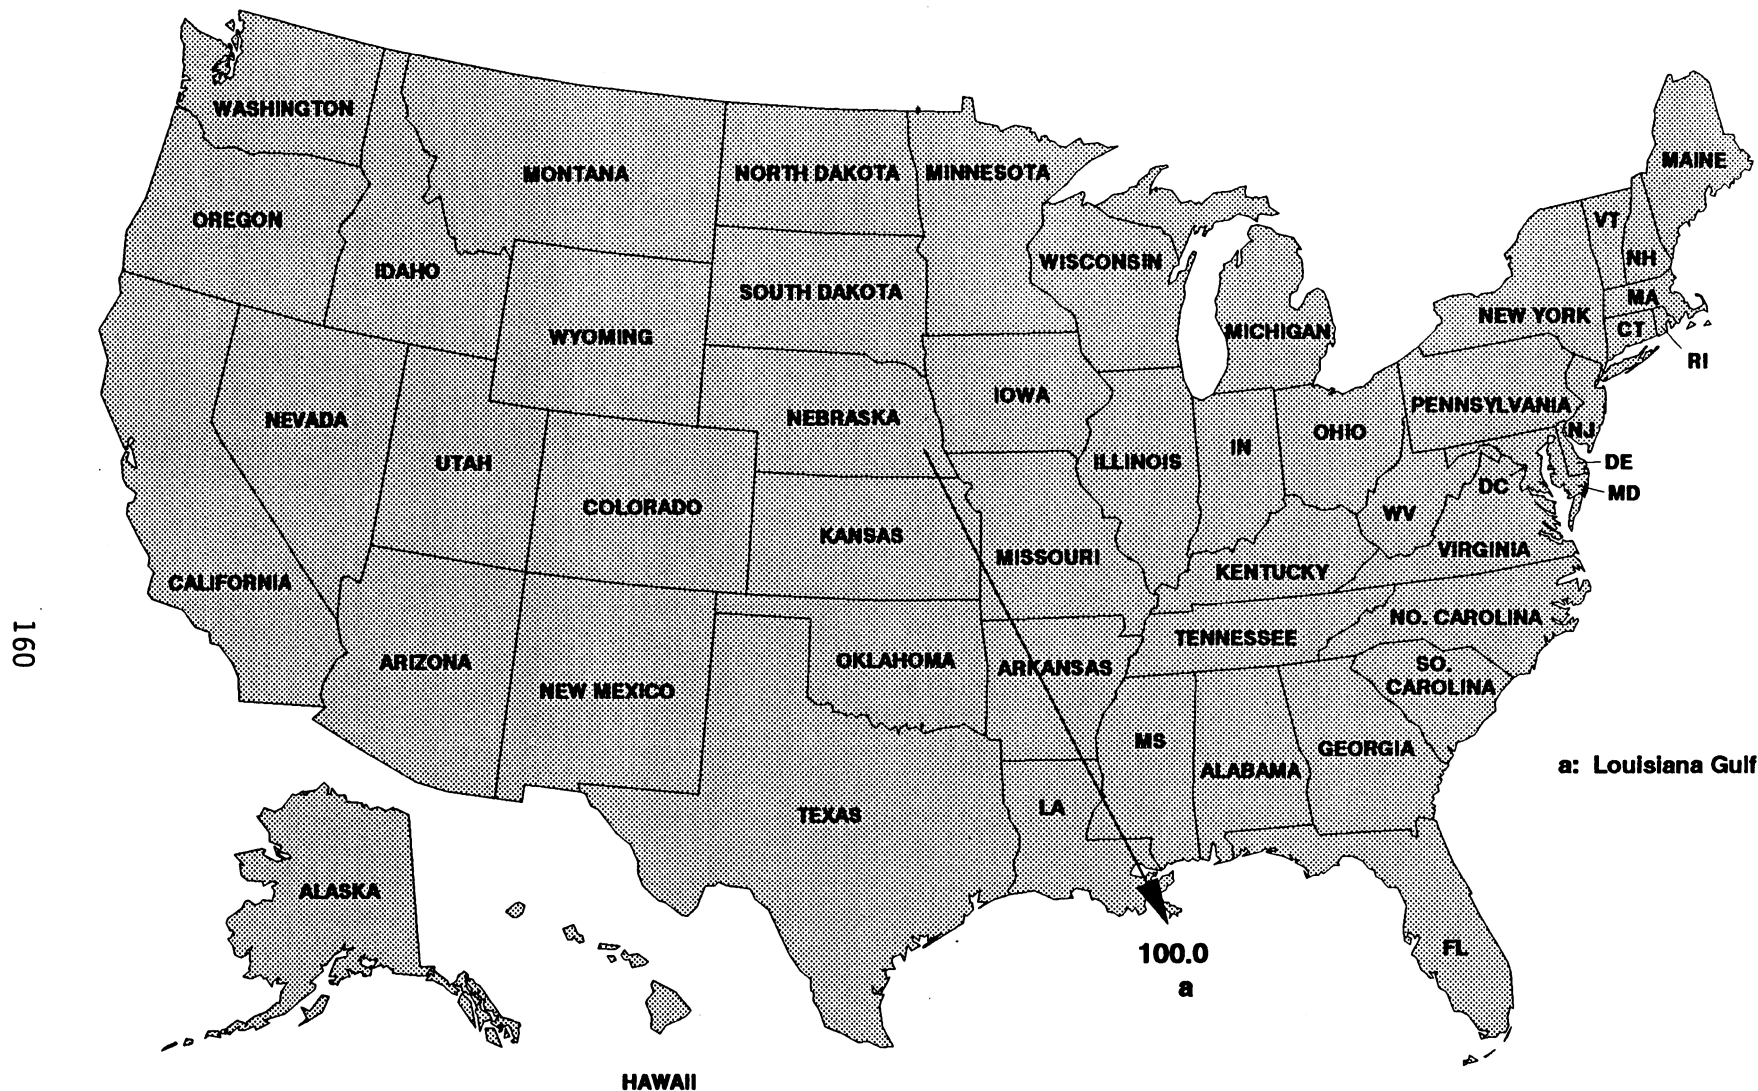 WASHINGTON
MAINE
MONTANA
NORTH DAKOTA
MINNESOTA
VT
OREGON
NH
WISCONSIN
IDAHO
SOUTH DAKOTA
MA
NEW YORK
CT
WYOMING
MICHIGAN
RI
IOWA
PENNSYLVANIA
NEBRASKA
NEVADA
OHIO
NJ
IN
UTAH
ILLINOIS
DE
DC
MD
COLORADO
WV
KANSAS
VIRGINIA
MISSOURI
KENTUCKY
CALIFORNIA
NO. CAROLINA
TENNESSEE
160
ARIZONA
OKLAHOMA
ARKANSAS
SO.
CAROLINA
NEW MEXICO
MS
GEORGIA
ALABAMA
a: Louisiana Gulf
LA
TEXAS
ALASKA
FL
100.0
a
HAWAII